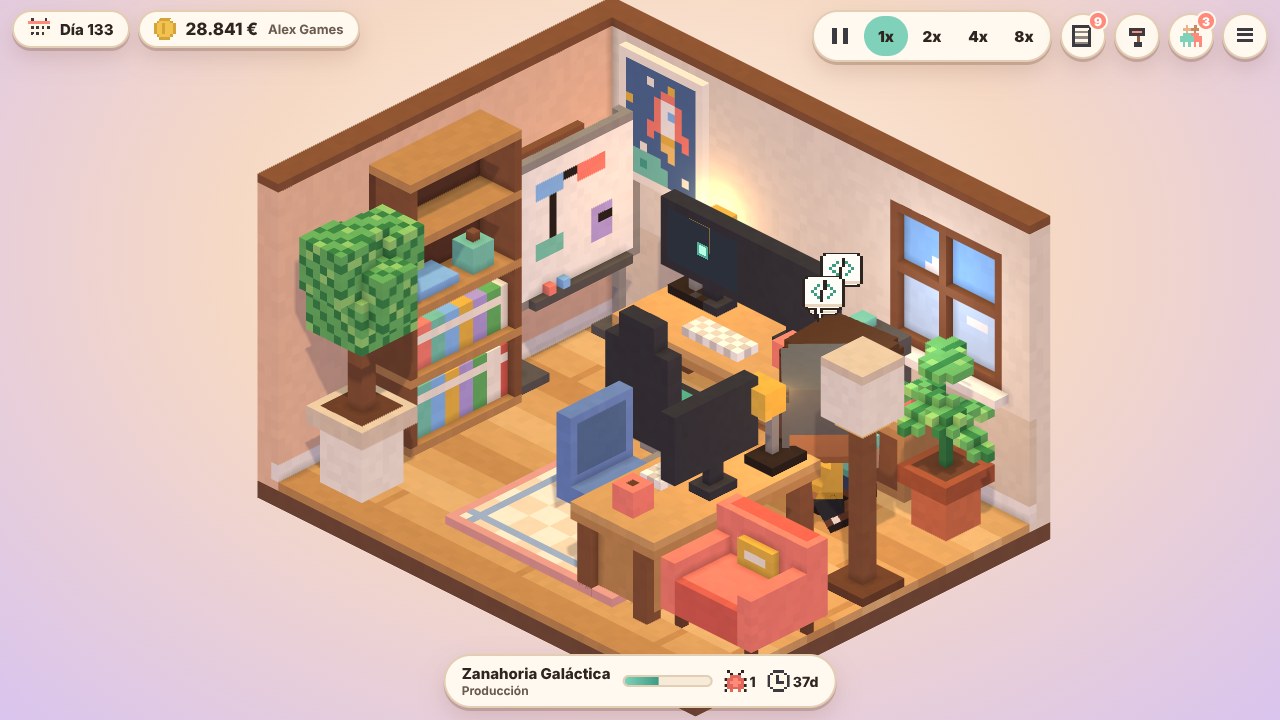 Día 133
28.841 € Alex Games
1x 2x 4x 8x
9
3
Zanahoria Galáctica
Producción
1
37d